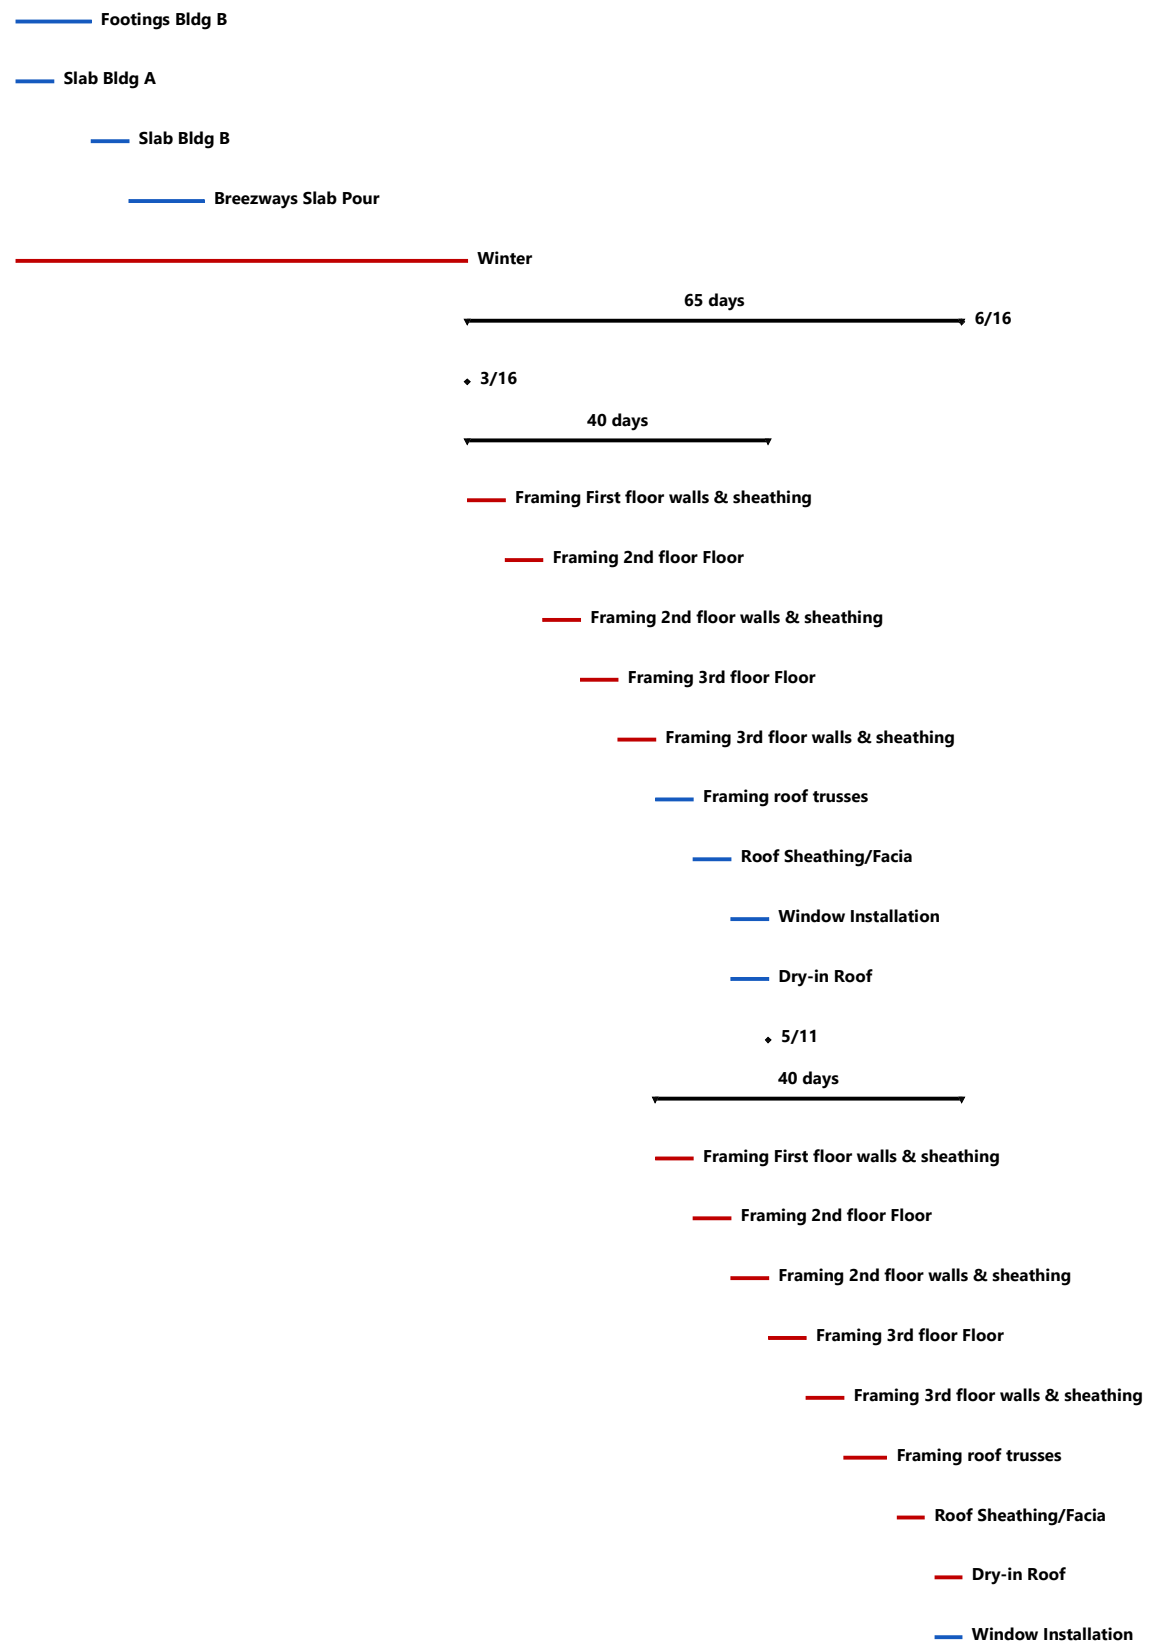 Footings Bldg B
Slab Bldg A
Slab Bldg B
Breezways Slab Pour
Winter
65 days
6/16
3/16
40 days
Framing First floor walls & sheathing
Framing 2nd floor Floor
Framing 2nd floor walls & sheathing
Framing 3rd floor Floor
Framing 3rd floor walls & sheathing
Framing roof trusses
Roof Sheathing/Facia
Window Installation
Dry-in Roof
5/11
40 days
Framing First floor walls & sheathing
Framing 2nd floor Floor
Framing 2nd floor walls & sheathing
Framing 3rd floor Floor
Framing 3rd floor walls & sheathing
Framing roof trusses
Roof Sheathing/Facia
Dry-in Roof
Window Installation